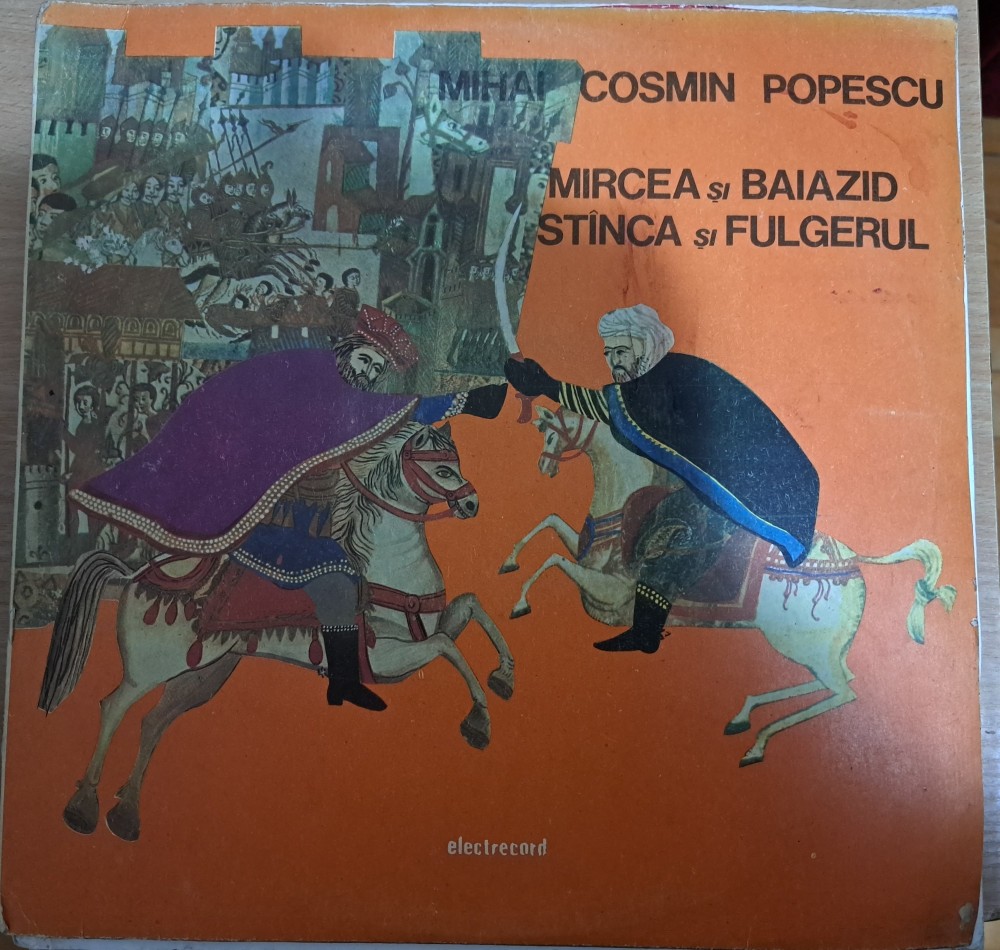 MIHAI COSMIN POPESCU
MIRCEA și BAIAZID
STÎNCA și FULGERUL
electrecord